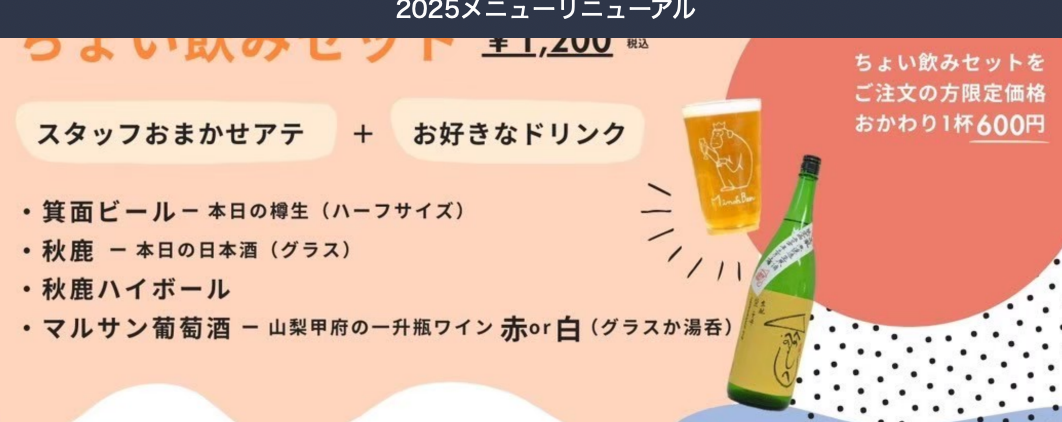 2025メニューリニューアル
ちょい飲みセット ¥1,200 税込
ちょい飲みセットを
ご注文の方限定価格
おかわり1杯600円
スタッフおまかせアテ + お好きなドリンク
・箕面ビール － 本日の樽生（ハーフサイズ）
・秋鹿 － 本日の日本酒（グラス）
・秋鹿ハイボール
・マルサン葡萄酒 － 山梨甲府の一升瓶ワイン 赤or白（グラスか湯呑）